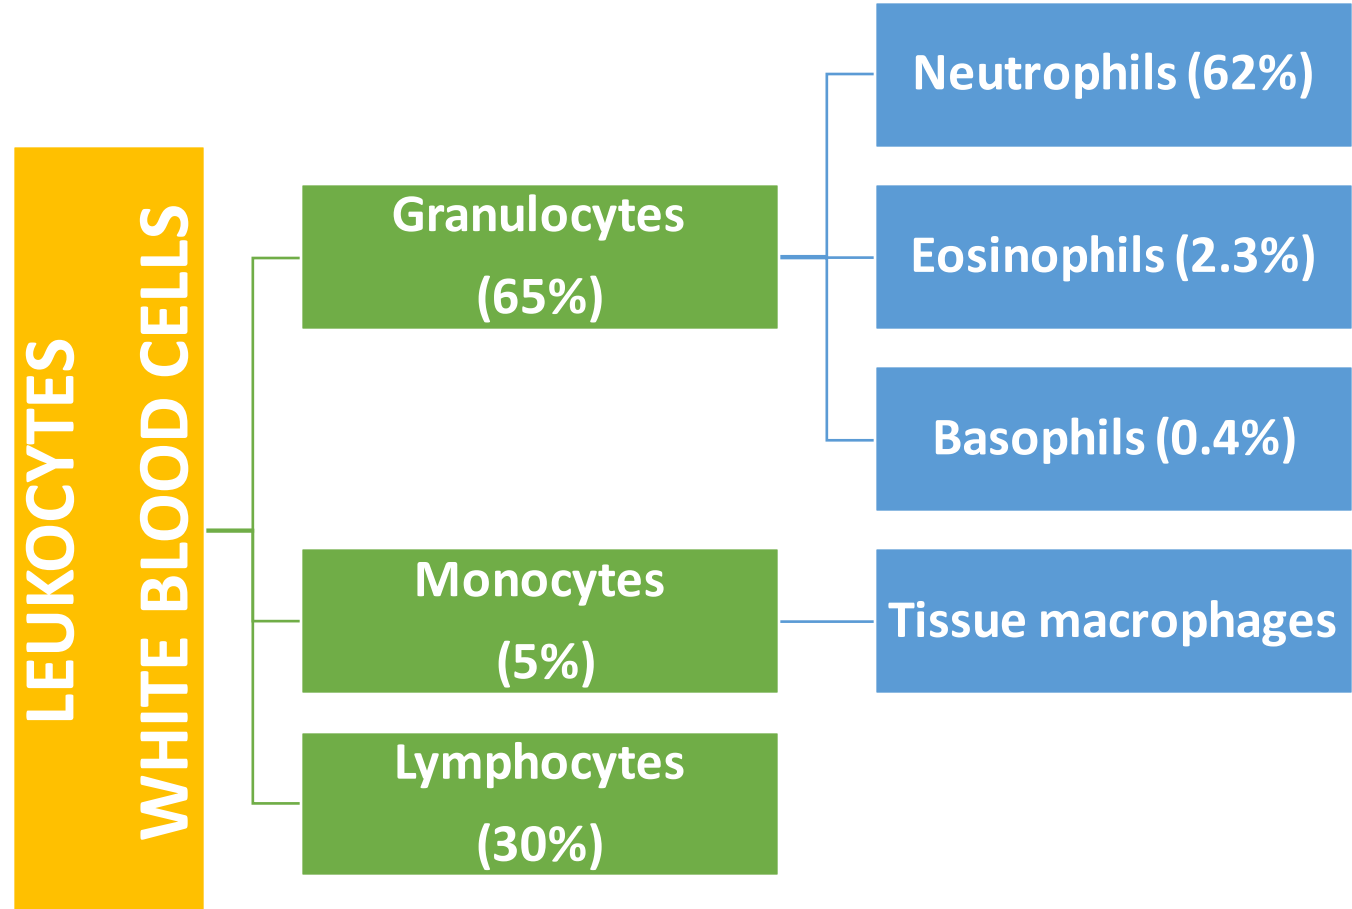 LEUKOCYTES
WHITE BLOOD CELLS
Granulocytes
(65%)
Monocytes
(5%)
Lymphocytes
(30%)
Neutrophils (62%)
Eosinophils (2.3%)
Basophils (0.4%)
Tissue macrophages